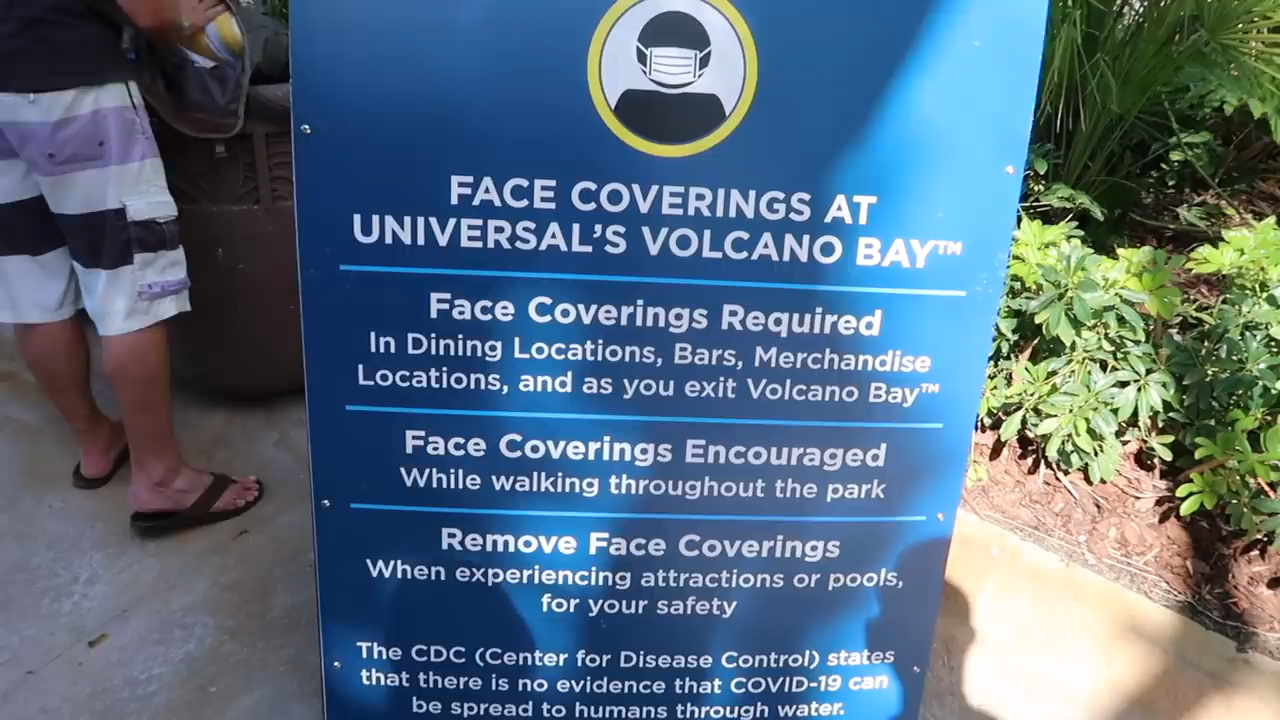 FACE COVERINGS AT
UNIVERSAL'S VOLCANO BAY™
Face Coverings Required
In Dining Locations, Bars, Merchandise
Locations, and as you exit Volcano Bay™
Face Coverings Encouraged
While walking throughout the park
Remove Face Coverings
When experiencing attractions or pools,
for your safety
The CDC (Center for Disease Control) states
that there is no evidence that COVID-19 can
be spread to humans through water.